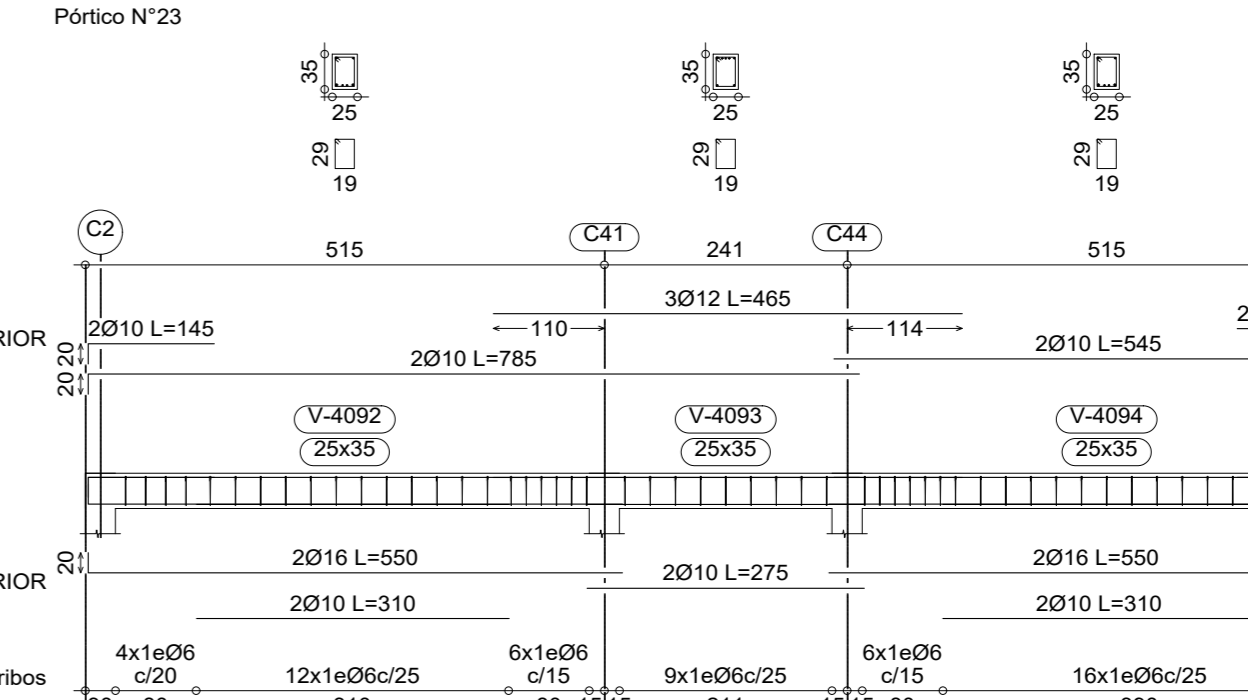 Pórtico N°23
35 35 35
25 25 25
29 29 29
19 19 19
C2 C41 C44
515 241 515
3Ø12 L=465
2Ø10 L=145 110 114 2
RIOR 20 2Ø10 L=785 2Ø10 L=545
20
V-4092 V-4093 V-4094
25x35 25x35 25x35
20 2Ø16 L=550 2Ø16 L=550
RIOR 2Ø10 L=275
2Ø10 L=310 2Ø10 L=310
4x1eØ6 6x1eØ6 6x1eØ6
ribos c/20 12x1eØ6c/25 c/15 9x1eØ6c/25 c/15 16x1eØ6c/25